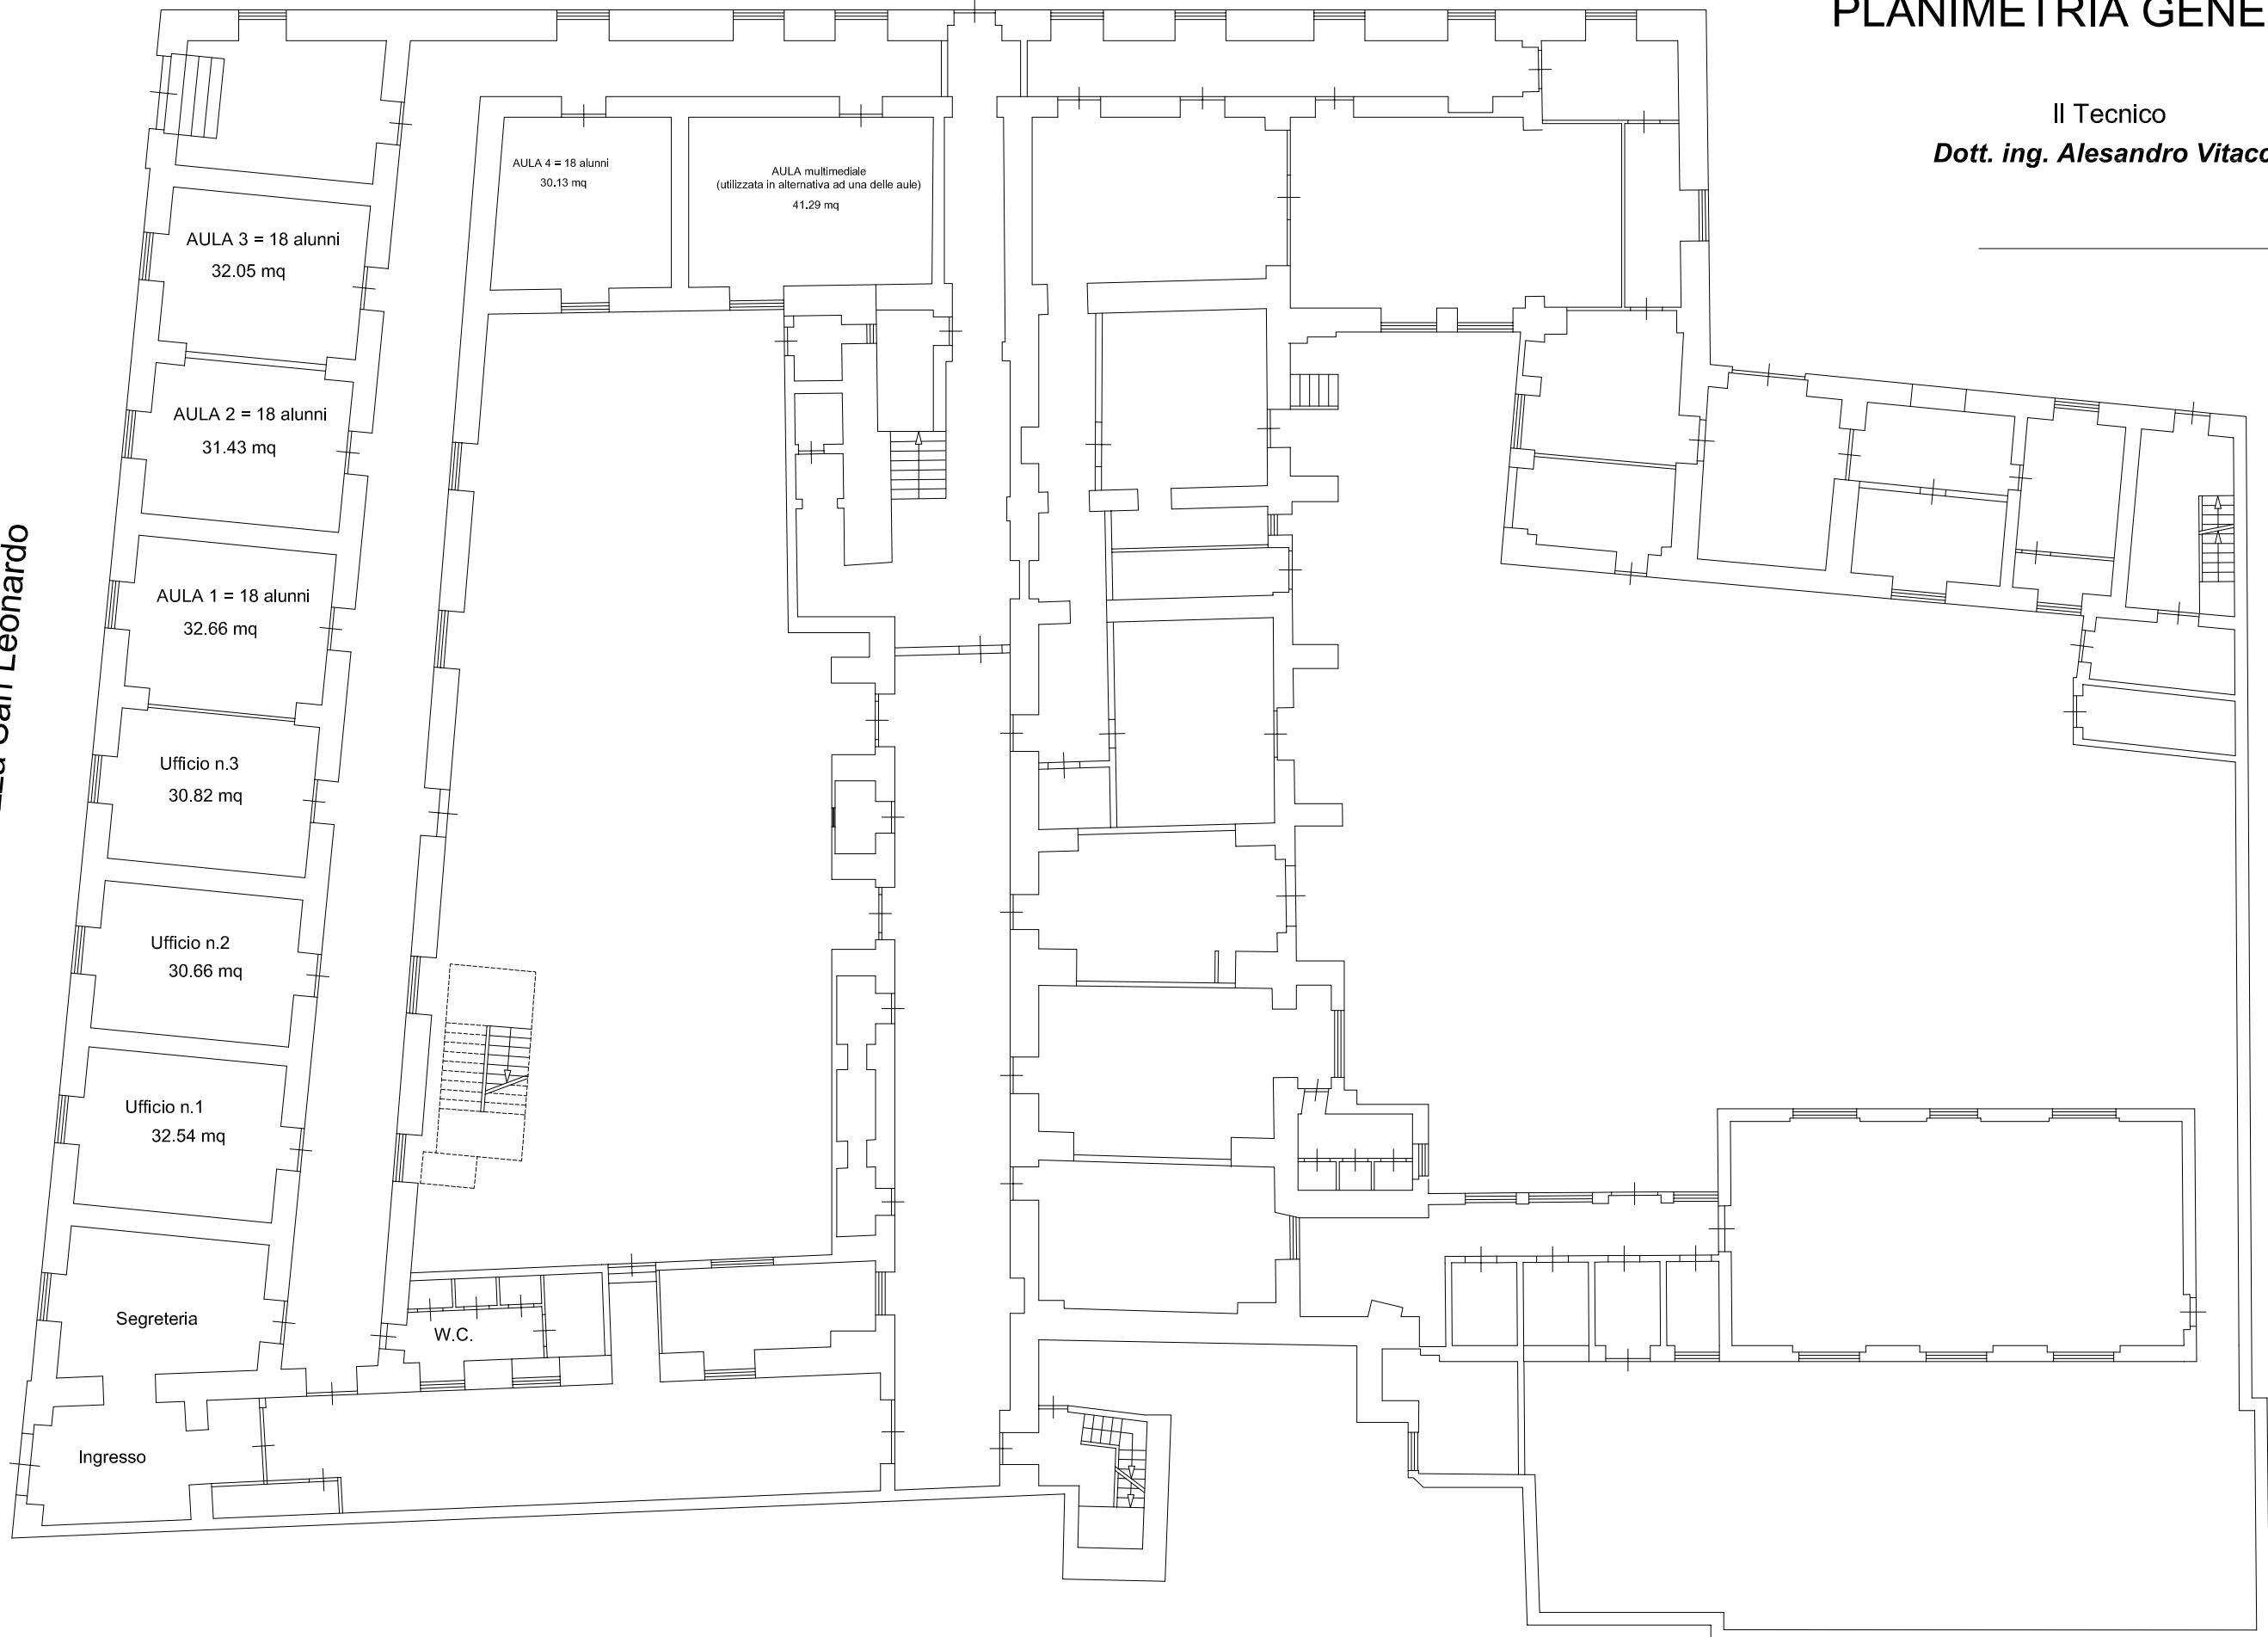 PLANIMETRIA GENE
Il Tecnico
Dott. ing. Alesandro Vitaco
AULA 4 = 18 alunni
30.13 mq
AULA multimediale
(utilizzata in alternativa ad una delle aule)
41.29 mq
AULA 3 = 18 alunni
32.05 mq
AULA 2 = 18 alunni
31.43 mq
San Leonardo
AULA 1 = 18 alunni
32.66 mq
Ufficio n.3
30.82 mq
Ufficio n.2
30.66 mq
Ufficio n.1
32.54 mq
Segreteria
W.C.
Ingresso